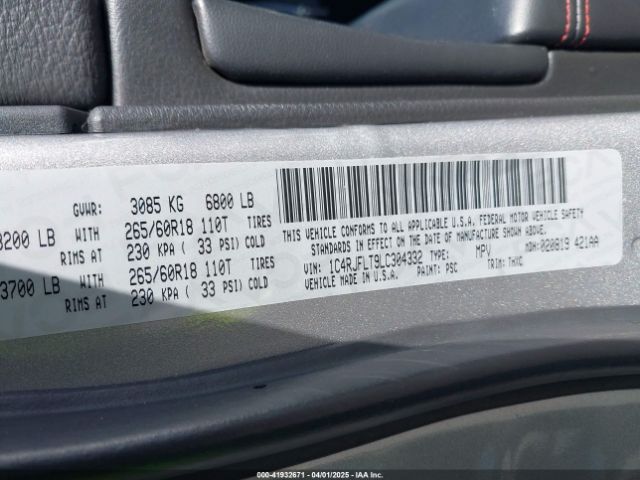 GVWR: 3085 KG 6800 LB
3200 LB WITH 265/60R18 110T TIRES
RIMS AT 230 KPA ( 33 PSI) COLD
3700 LB WITH 265/60R18 110T TIRES
RIMS AT 230 KPA ( 33 PSI) COLD
THIS VEHICLE CONFORMS TO ALL APPLICABLE U.S.A. FEDERAL MOTOR VEHICLE SAFETY
STANDARDS IN EFFECT ON THE DATE OF MANUFACTURE SHOWN ABOVE.
VIN: 1C4RJFLT9LC304332 TYPE: MPV MDH: 020619 421AA
VEHICLE MADE IN U.S.A. PAINT: PSC TRIM: THXC
000-41932671 04/01/2025 IAAI.COM